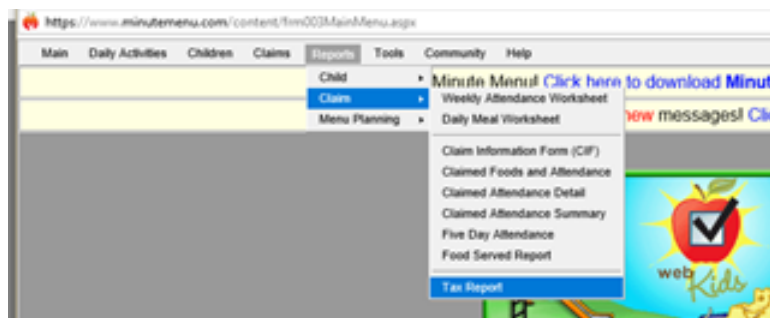 https://www.minutemenu.com/content/frm003MainMenu.aspx
Main Daily Activities Children Claims Reports Tools Community Help
Child
Minute Menu! Click here to download Minut
Claim
Weekly Attendance Worksheet
new messages! Cli
Menu Planning
Daily Meal Worksheet
Claim Information Form (CIF)
Claimed Foods and Attendance
Claimed Attendance Detail
Claimed Attendance Summary
Five Day Attendance
Food Served Report
Tax Report
web
Kids